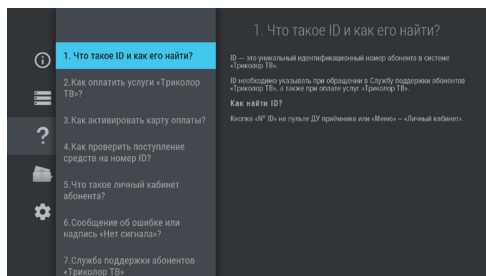 1. Что такое ID и как его найти?
2.Как оплатить услуги «Триколор
ТВ»?
3.Как активировать карту оплаты?
4.Как проверить поступление
средств на номер ID?
5.Что такое личный кабинет
абонента?
6.Сообщение об ошибке или
надпись «Нет сигнала»?
7.Служба поддержки абонентов
«Триколор ТВ»
1. Что такое ID и как его найти?
ID — это уникальный идентификационный номер абонента в системе
«Триколор ТВ».
ID необходимо указывать при обращении в Службу поддержки абонентов
«Триколор ТВ», а также при оплате услуг «Триколор ТВ».
Как найти ID?
Кнопка «№ ID» на пульте ДУ приёмника или «Меню» – «Личный кабинет».